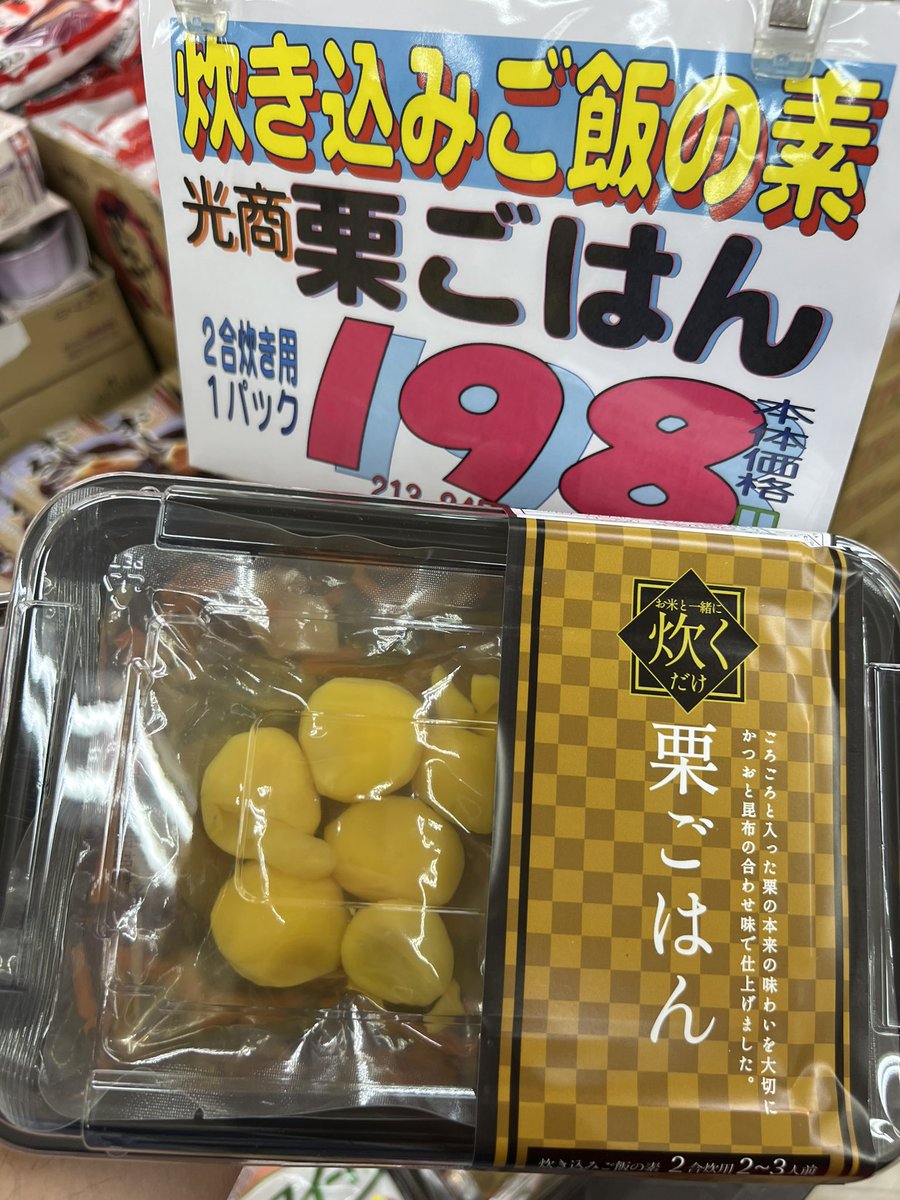 炊き込みご飯の素
光商
栗ごはん
2合炊き用
1パック
198
本体価格
円
お米と一緒に
炊く
だけ
栗ごはん
ごろごろと入った栗の本来の味わいを大切に
かつおと昆布の合わせ味で仕上げました。
炊き込みご飯の素 2合炊用 2~3人前